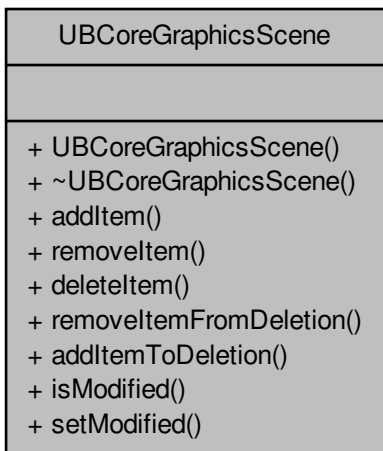 UBCoreGraphicsScene
+ UBCoreGraphicsScene()
+ ~UBCoreGraphicsScene()
+ addItem()
+ removeItem()
+ deleteItem()
+ removeItemFromDeletion()
+ addItemToDeletion()
+ isModified()
+ setModified()